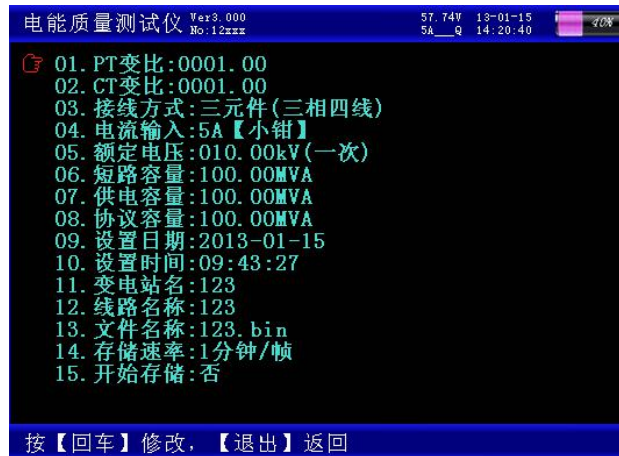 电能质量测试仪 Ver3.000 57.74V 13-01-15 40%
No:12xxx 5A__Q 14:20:40
01.PT变比:0001.00
02.CT变比:0001.00
03.接线方式:三元件(三相四线)
04.电流输入:5A【小钳】
05.额定电压:010.00kV(一次)
06.短路容量:100.00MVA
07.供电容量:100.00MVA
08.协议容量:100.00MVA
09.设置日期:2013-01-15
10.设置时间:09:43:27
11.变电站名:123
12.线路名称:123
13.文件名称:123.bin
14.存储速率:1分钟/帧
15.开始存储:否
按【回车】修改,【退出】返回